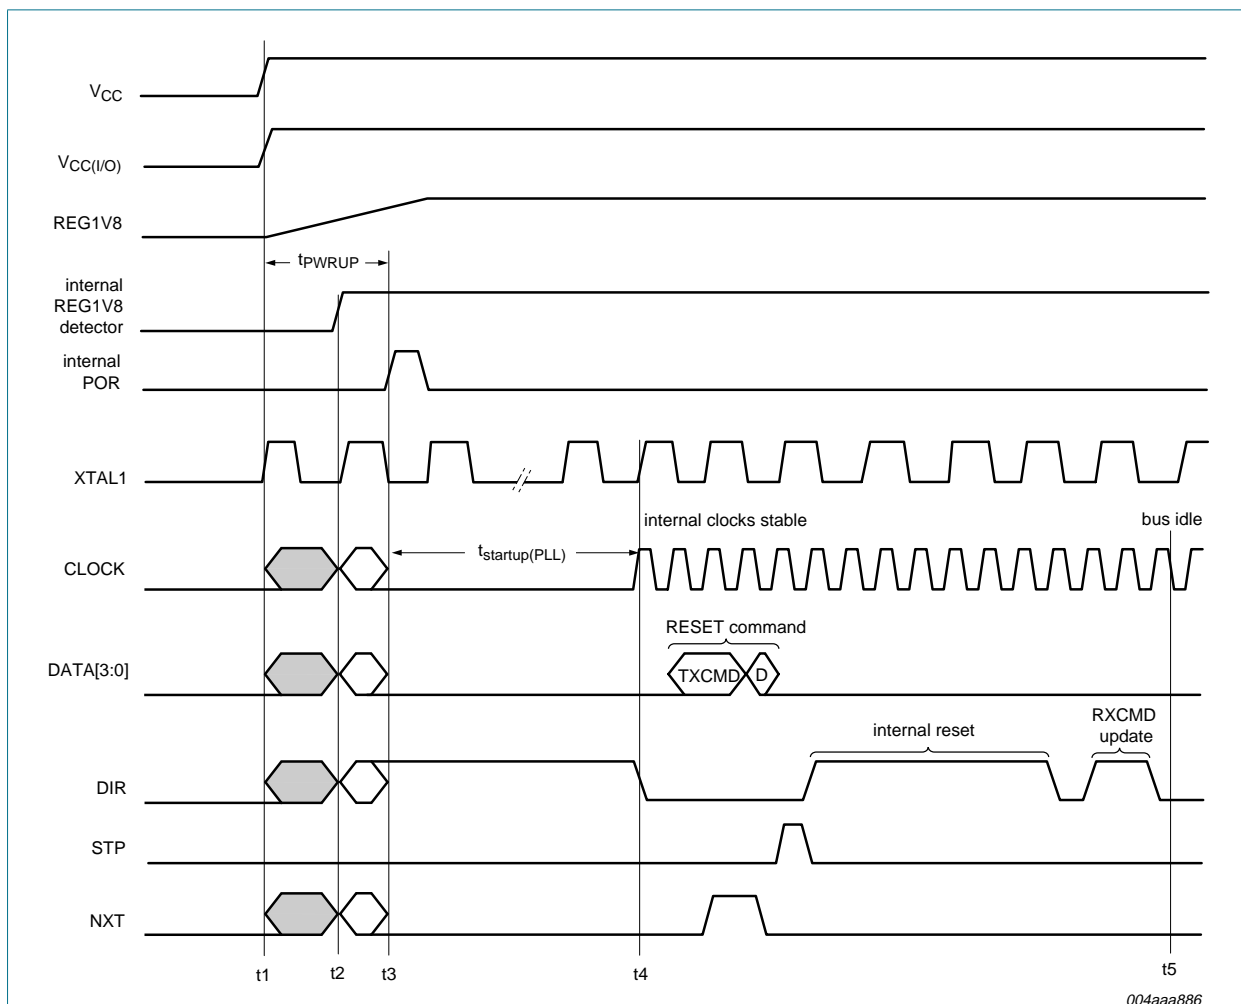 VCC
VCC(I/O)
REG1V8
tPWRUP
internal
REG1V8
detector
internal
POR
XTAL1
internal clocks stable
bus idle
tstartup(PLL)
CLOCK
RESET command
DATA[3:0]
TXCMD
D
RXCMD
update
internal reset
DIR
STP
NXT
t1
t2
t3
t4
t5
004aaa886